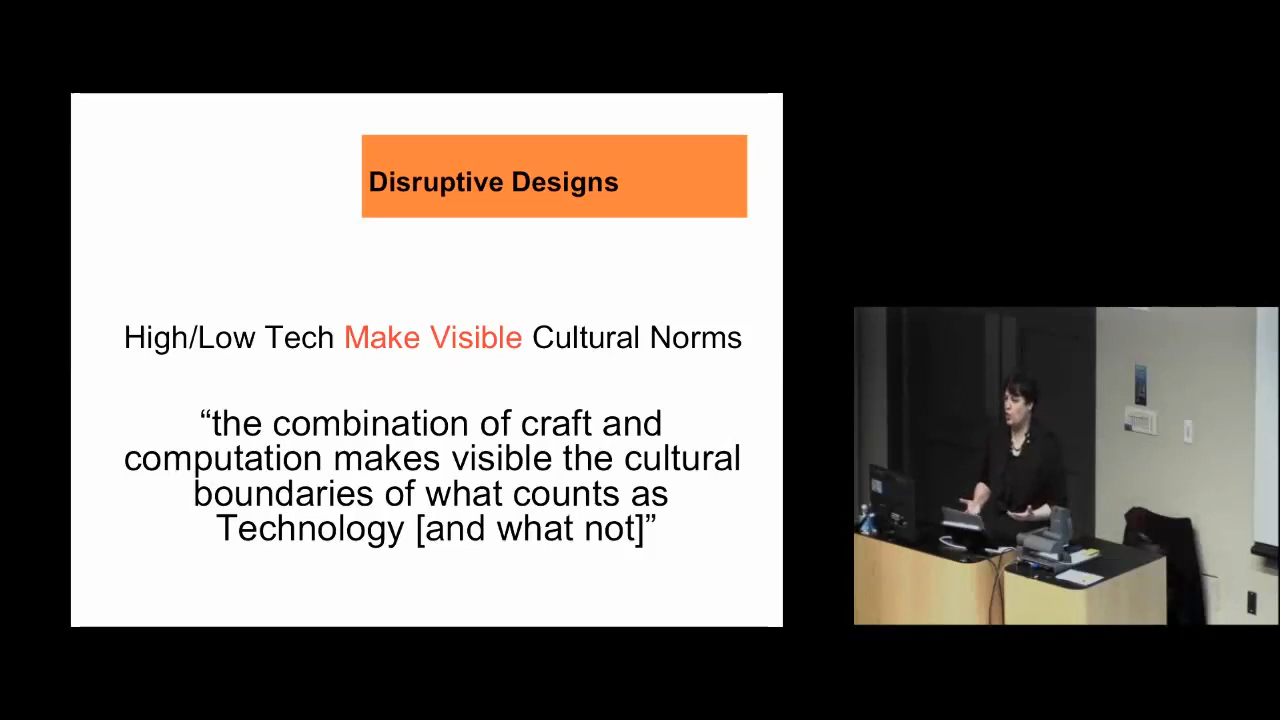 Disruptive Designs
High/Low Tech Make Visible Cultural Norms
“the combination of craft and
computation makes visible the cultural
boundaries of what counts as
Technology [and what not]”